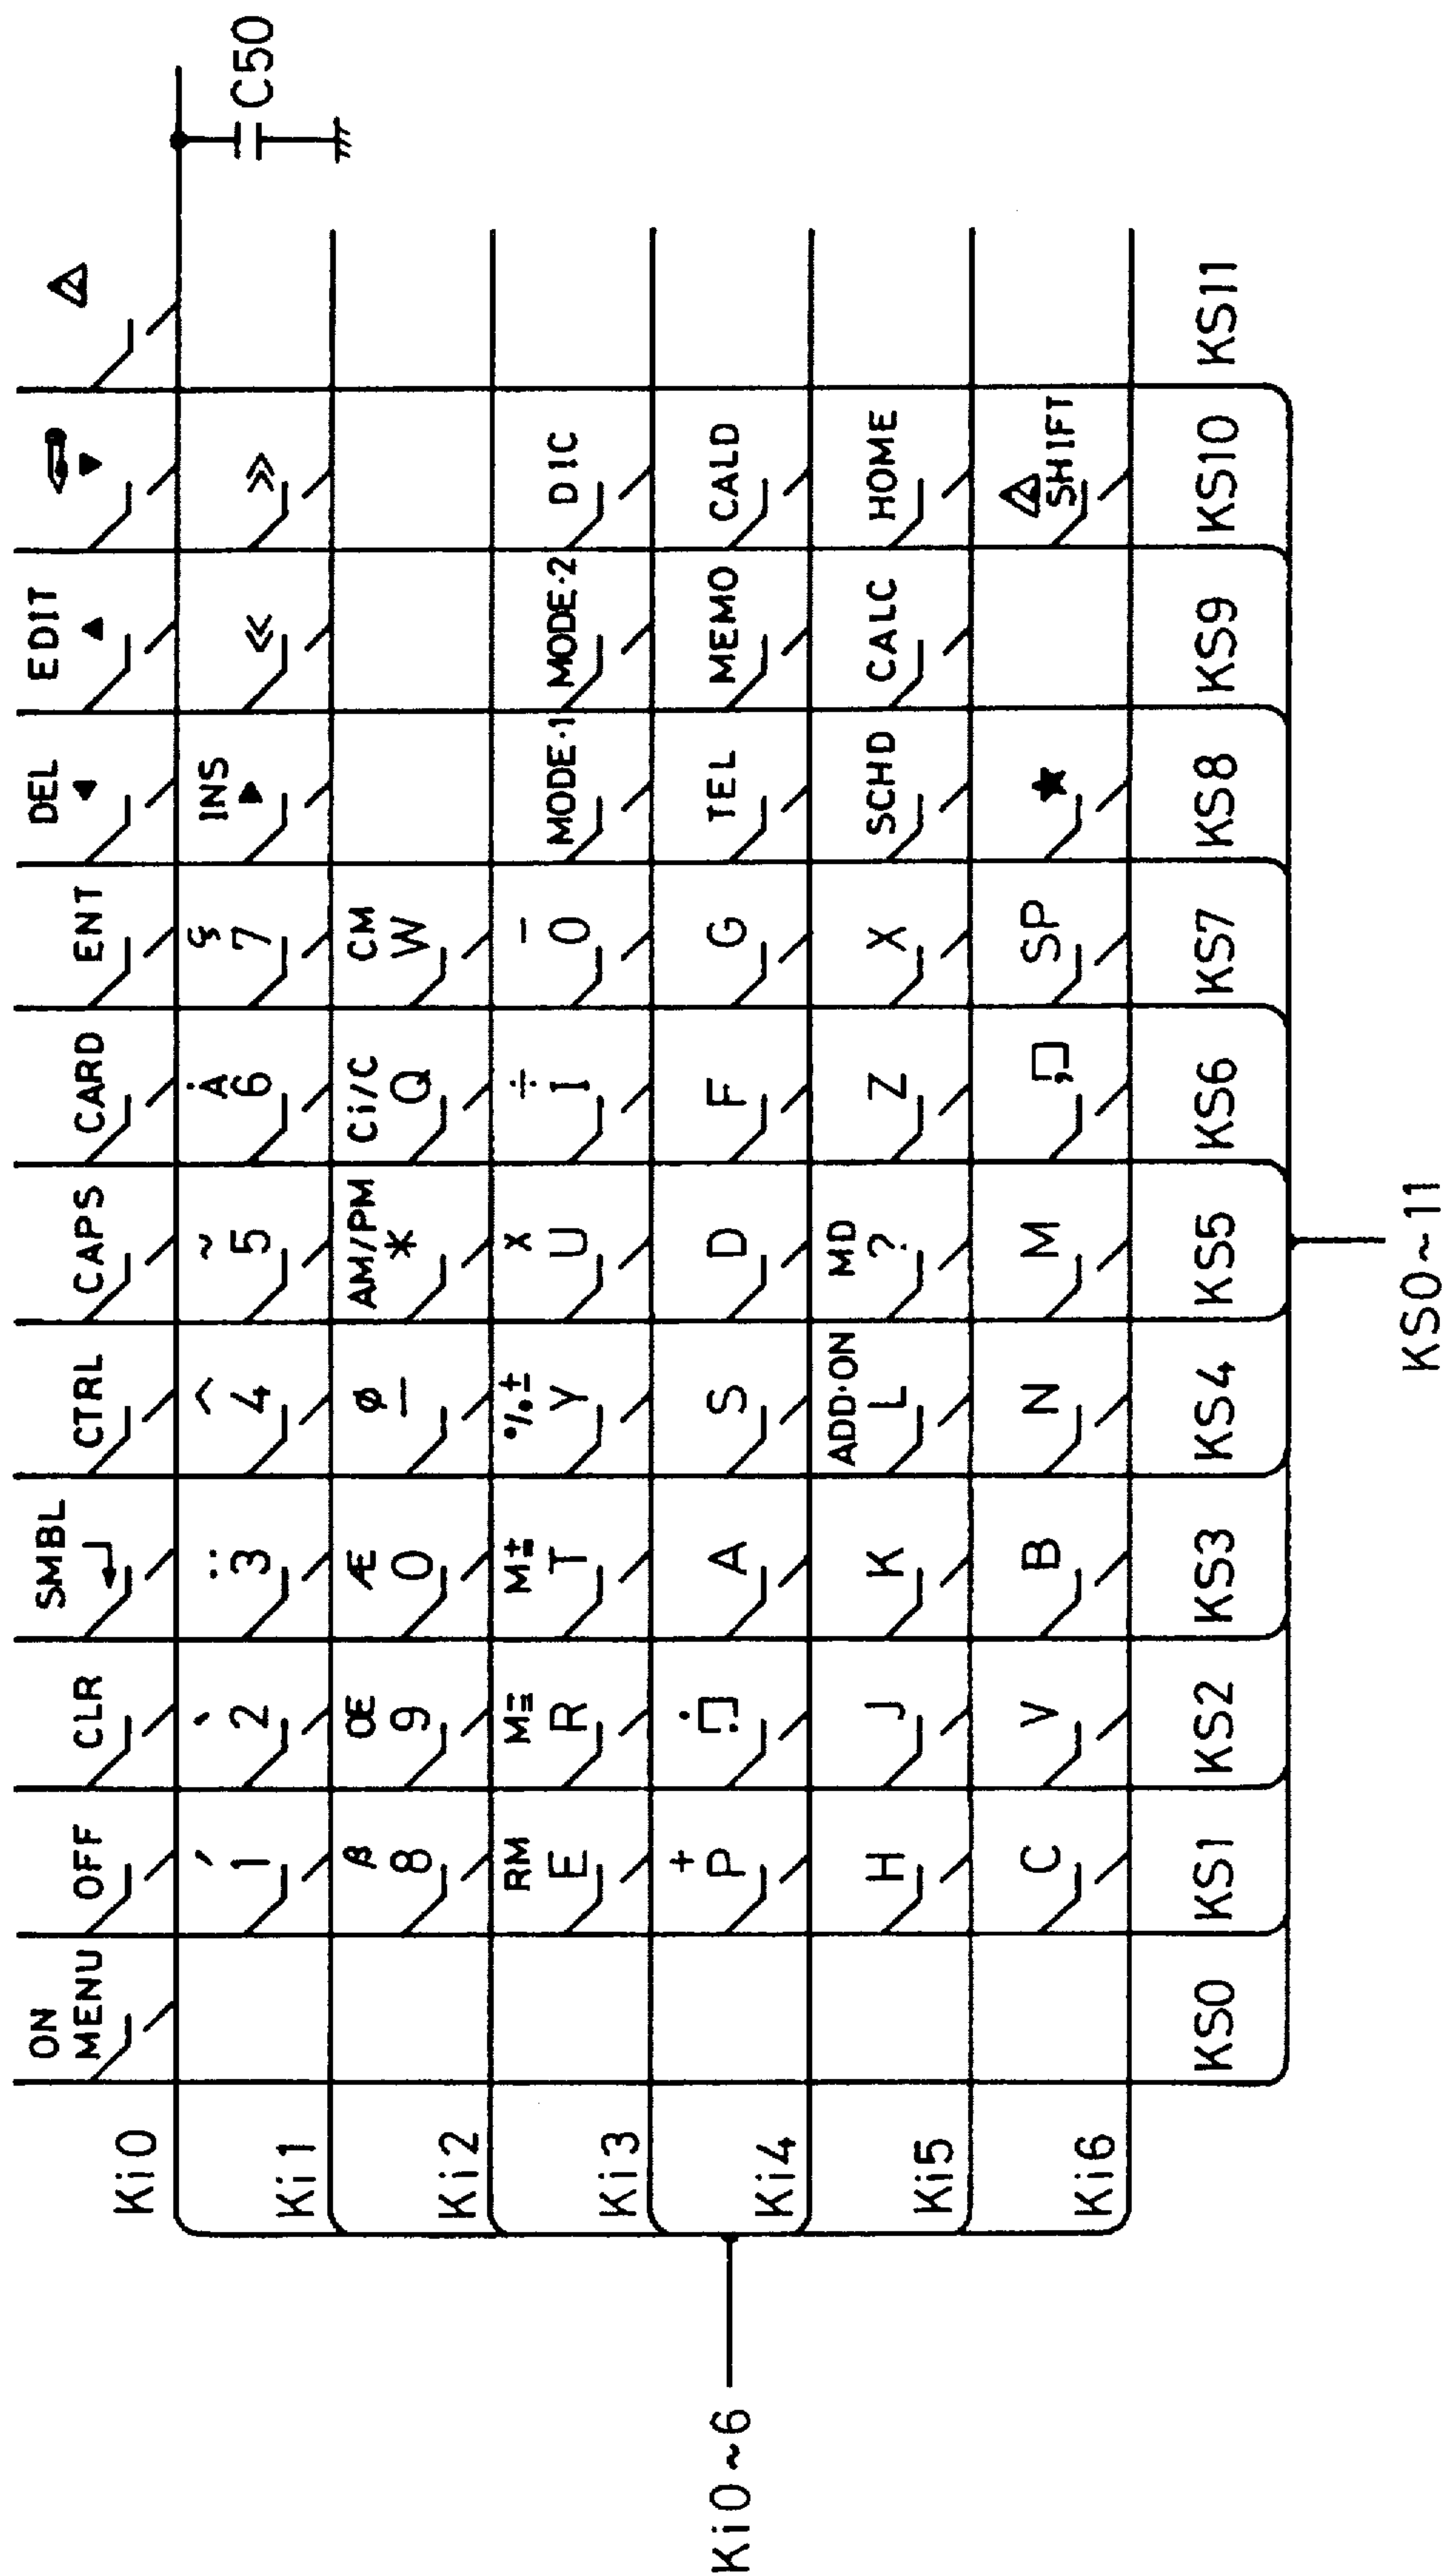 ON MENU OFF CLR SMBL CTRL CAPS CARD ENT DEL ◀ EDIT ▲ ▼ △
Ki0 C50
´ 1 ` 2 ¨ 3 ^ 4 ~ 5 Å 6 Ç 7 INS ▶ « »
Ki1
β 8 Œ 9 Æ 0 ø — AM/PM * Ci/C Q CM W
Ki2
RM E M= R M± T %.± Y × U ÷ I – O MODE·1 MODE·2 DIC
Ki3
+ P . A S D F G TEL MEMO CALD
Ki4
H J K ADD·ON L MD ? Z X SCHD CALC HOME
Ki5
C V B N M , SP ★ △ SHIFT
Ki6
KS0 KS1 KS2 KS3 KS4 KS5 KS6 KS7 KS8 KS9 KS10 KS11
Ki0~6
KS0~11